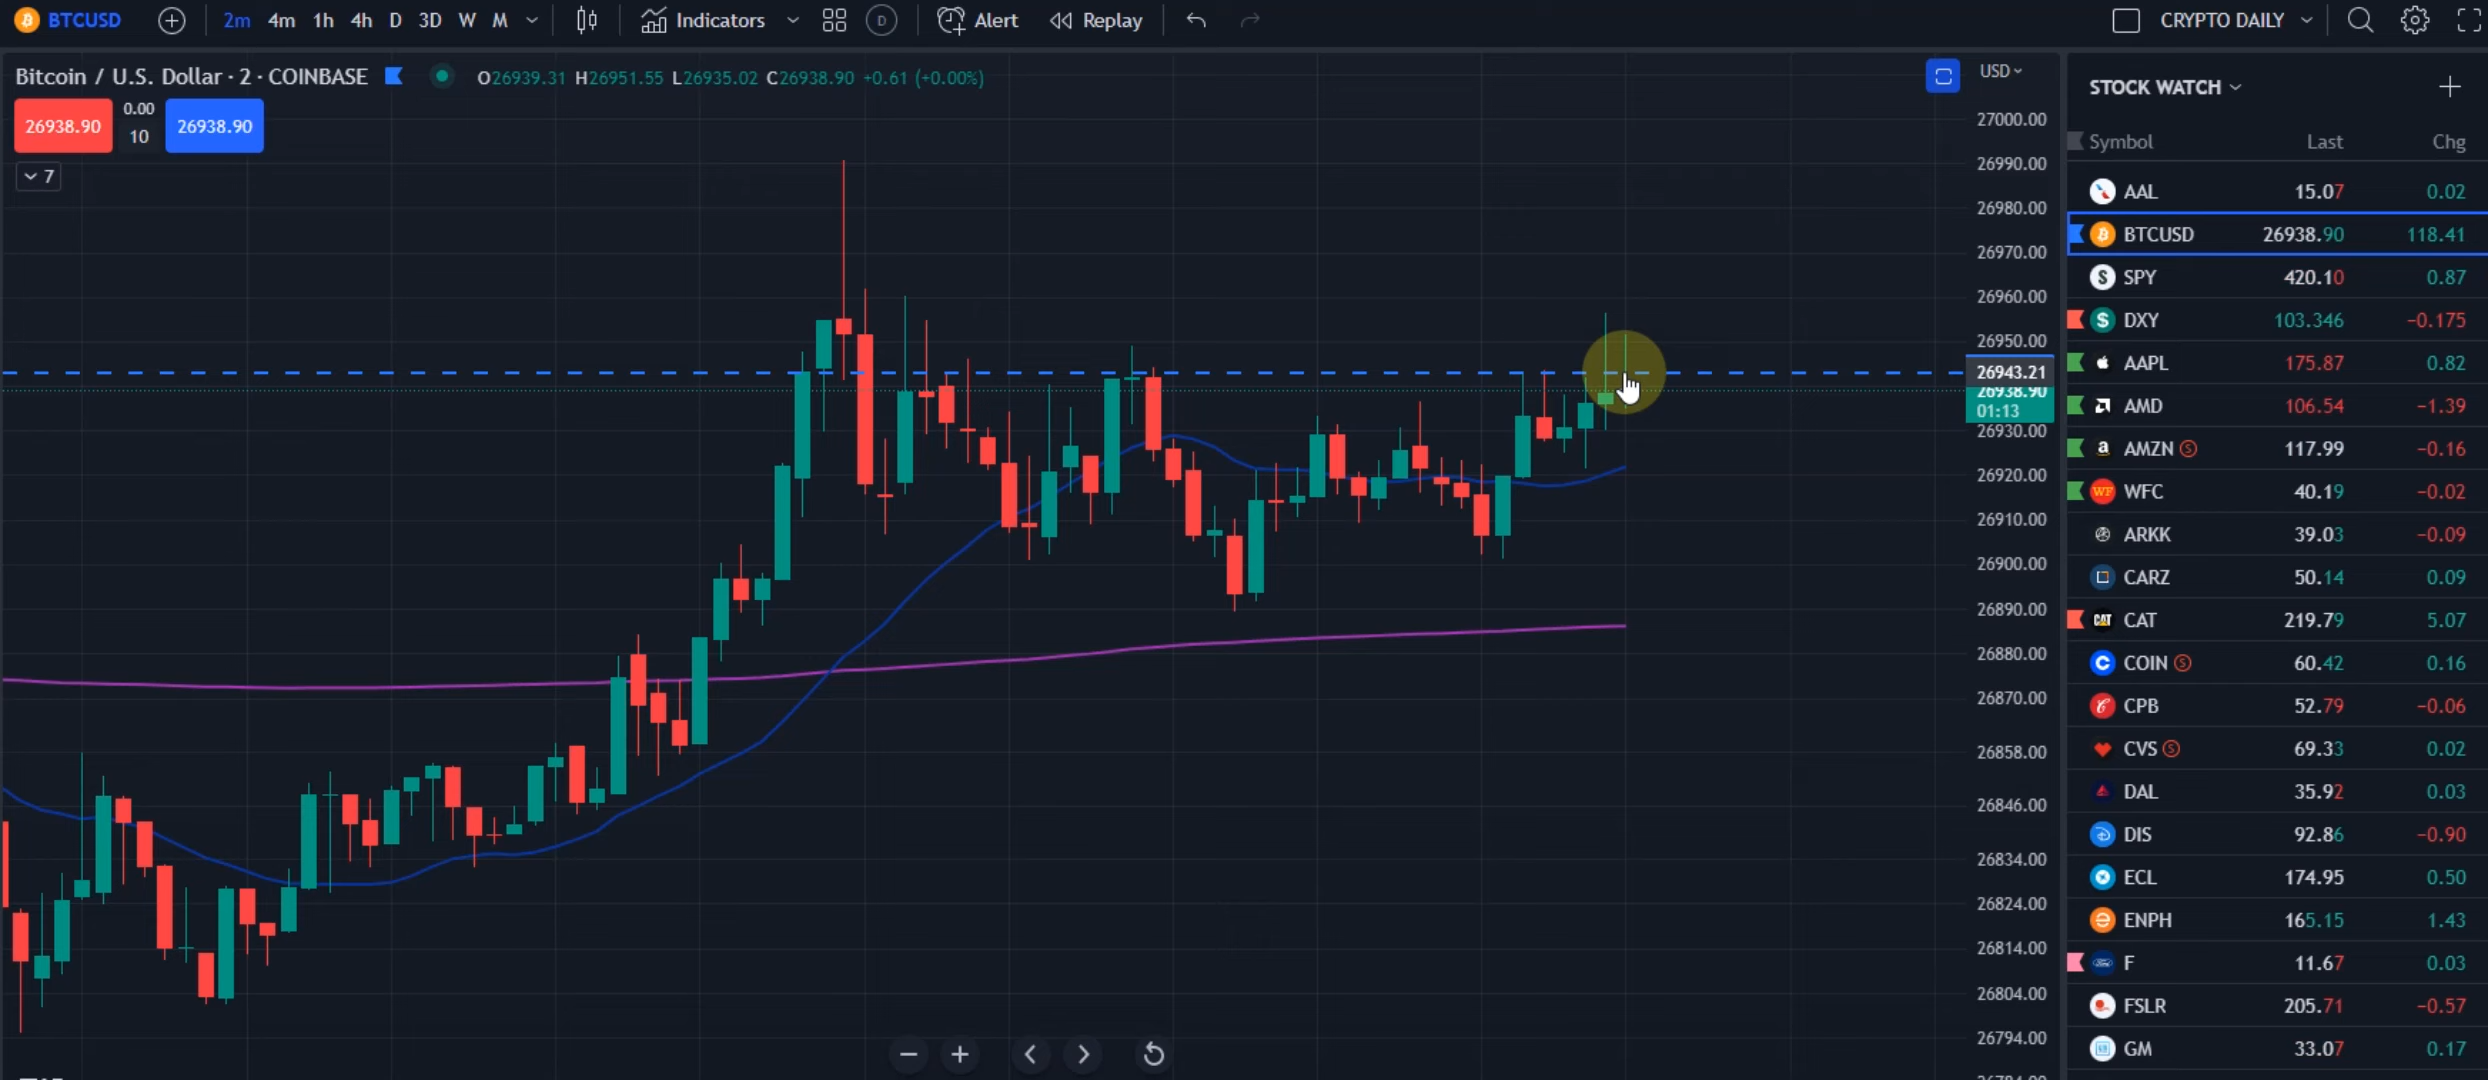 BTCUSD 2m 4m 1h 4h D 3D W M Indicators D Alert Replay CRYPTO DAILY
Bitcoin / U.S. Dollar · 2 · COINBASE O26939.31 H26951.55 L26935.02 C26938.90 +0.61 (+0.00%)
26938.90 0.00 10 26938.90
7
USD
27000.00
26990.00
26980.00
26970.00
26960.00
26950.00
26943.21
26938.90
01:13
26930.00
26920.00
26910.00
26900.00
26890.00
26880.00
26870.00
26858.00
26846.00
26834.00
26824.00
26814.00
26804.00
26794.00
STOCK WATCH
Symbol Last Chg
AAL 15.07 0.02
BTCUSD 26938.90 118.41
S SPY 420.10 0.87
$ DXY 103.346 −0.175
AAPL 175.87 0.82
AMD 106.54 −1.39
a AMZN S 117.99 −0.16
WF WFC 40.19 −0.02
ARKK 39.03 −0.09
CARZ 50.14 0.09
CAT CAT 219.79 5.07
C COIN S 60.42 0.16
CPB 52.79 −0.06
CVS S 69.33 0.02
DAL 35.92 0.03
DIS 92.86 −0.90
ECL 174.95 0.50
ENPH 165.15 1.43
F 11.67 0.03
FSLR 205.71 −0.57
GM 33.07 0.17